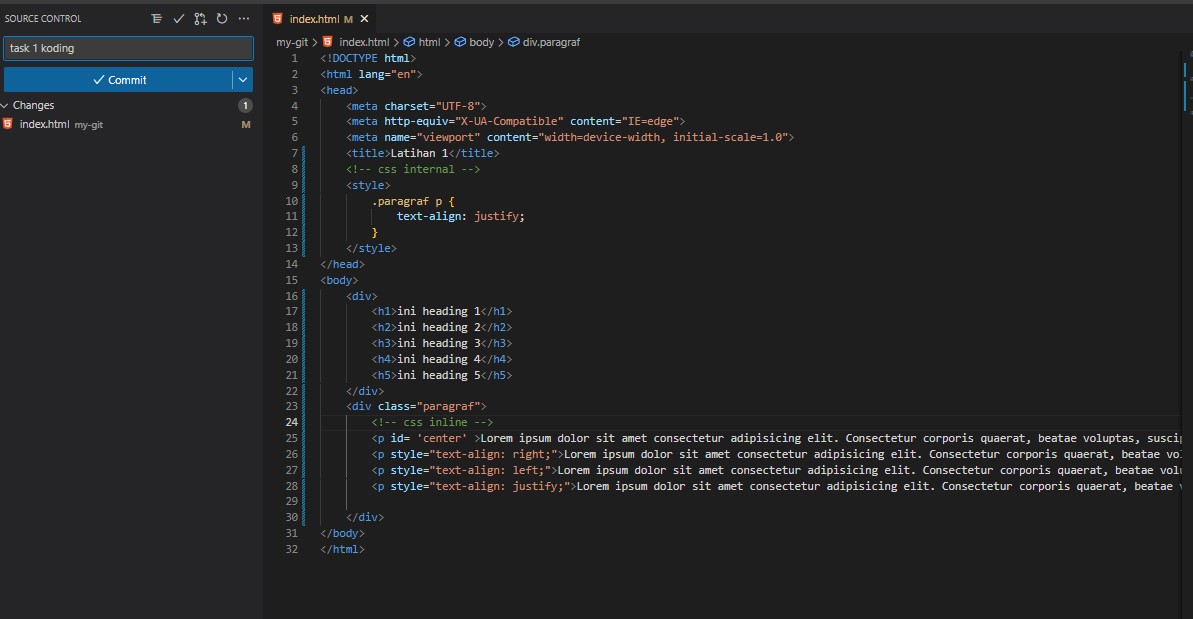 SOURCE CONTROL
task 1 koding
Commit
Changes 1
index.html my-git M
index.html M
my-git > index.html > html > body > div.paragraf
1 <!DOCTYPE html>
2 <html lang="en">
3 <head>
4 <meta charset="UTF-8">
5 <meta http-equiv="X-UA-Compatible" content="IE=edge">
6 <meta name="viewport" content="width=device-width, initial-scale=1.0">
7 <title>Latihan 1</title>
8 <!-- css internal -->
9 <style>
10 .paragraf p {
11 text-align: justify;
12 }
13 </style>
14 </head>
15 <body>
16 <div>
17 <h1>ini heading 1</h1>
18 <h2>ini heading 2</h2>
19 <h3>ini heading 3</h3>
20 <h4>ini heading 4</h4>
21 <h5>ini heading 5</h5>
22 </div>
23 <div class="paragraf">
24 <!-- css inline -->
25 <p id= 'center' >Lorem ipsum dolor sit amet consectetur adipisicing elit. Consectetur corporis quaerat, beatae voluptas, susci
26 <p style="text-align: right;">Lorem ipsum dolor sit amet consectetur adipisicing elit. Consectetur corporis quaerat, beatae vo
27 <p style="text-align: left;">Lorem ipsum dolor sit amet consectetur adipisicing elit. Consectetur corporis quaerat, beatae vol
28 <p style="text-align: justify;">Lorem ipsum dolor sit amet consectetur adipisicing elit. Consectetur corporis quaerat, beatae
29
30 </div>
31 </body>
32 </html>